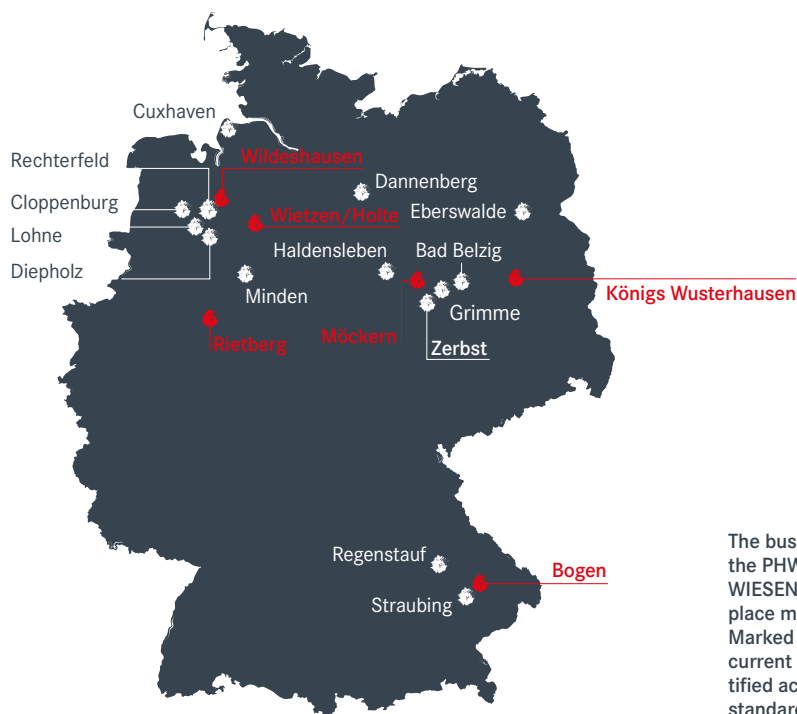 Cuxhaven
Rechterfeld
Wildeshausen
Dannenberg
Cloppenburg
Eberswalde
Wietzen/Holte
Lohne
Haldensleben
Bad Belzig
Diepholz
Minden
Königs Wusterhausen
Grimme
Möckern
Rietberg
Zerbst
Regenstauf
Bogen
Straubing
The bus
the PHW
WIESEN
place m
Marked
current
tified ac
standard